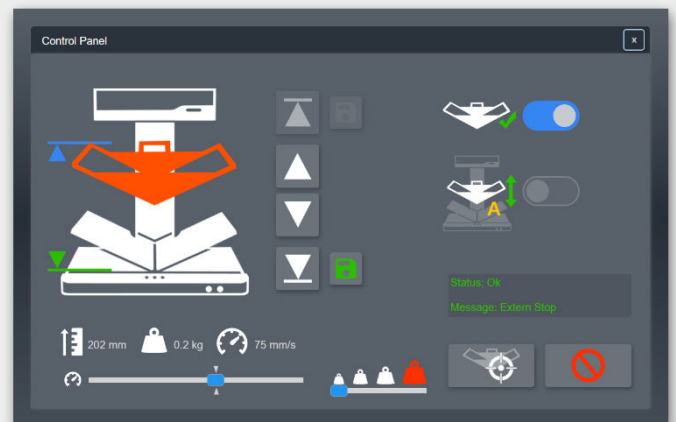 Control Panel
x
A
202 mm
0.2 kg
75 mm/s
Status: Ok
Message: Extern Stop